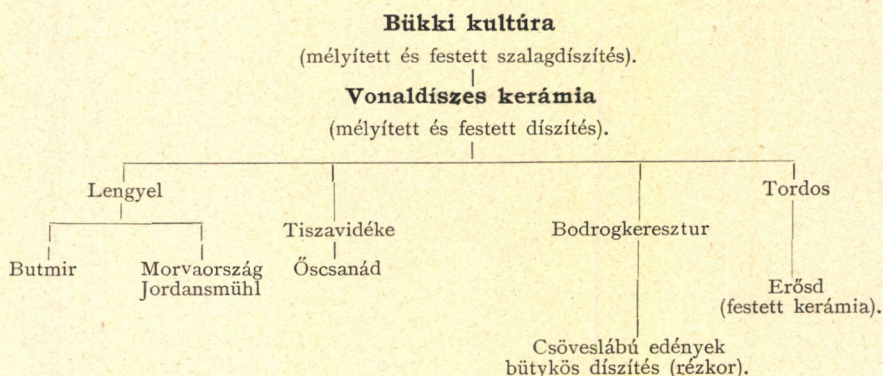 Bükki kultúra
(mélyített és festett szalagdíszítés).
Vonaldíszes kerámia
(mélyített és festett díszítés).
Lengyel
Tordos
Tiszavidéke
Bodrogkeresztur
Butmir
Morvaország
Jordansmühl
Őscsanád
Erősd
(festett kerámia).
Csöveslábú edények
bütykös díszítés (rézkor).